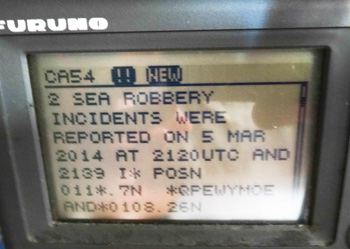 FURUNO
CA54 !! NEW
2 SEA ROBBERY
INCIDENTS WERE
REPORTED ON 5 MAR
2014 AT 2120UTC AND
2139 I* POSN
011*.7N *QPEWYMOE
AND*0108.26N